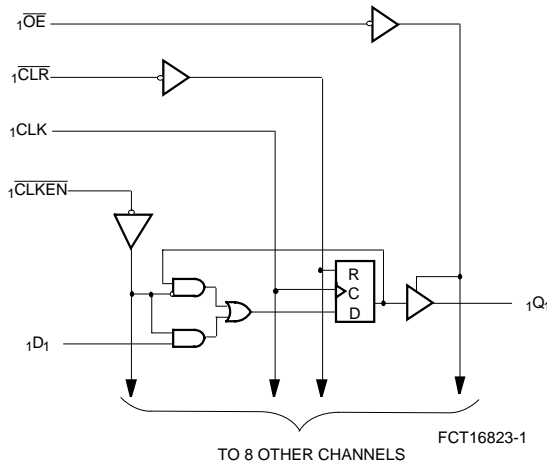 1OE
1CLR
1CLK
1CLKEN
R
C
D
1D1
1Q1
FCT16823-1
TO 8 OTHER CHANNELS